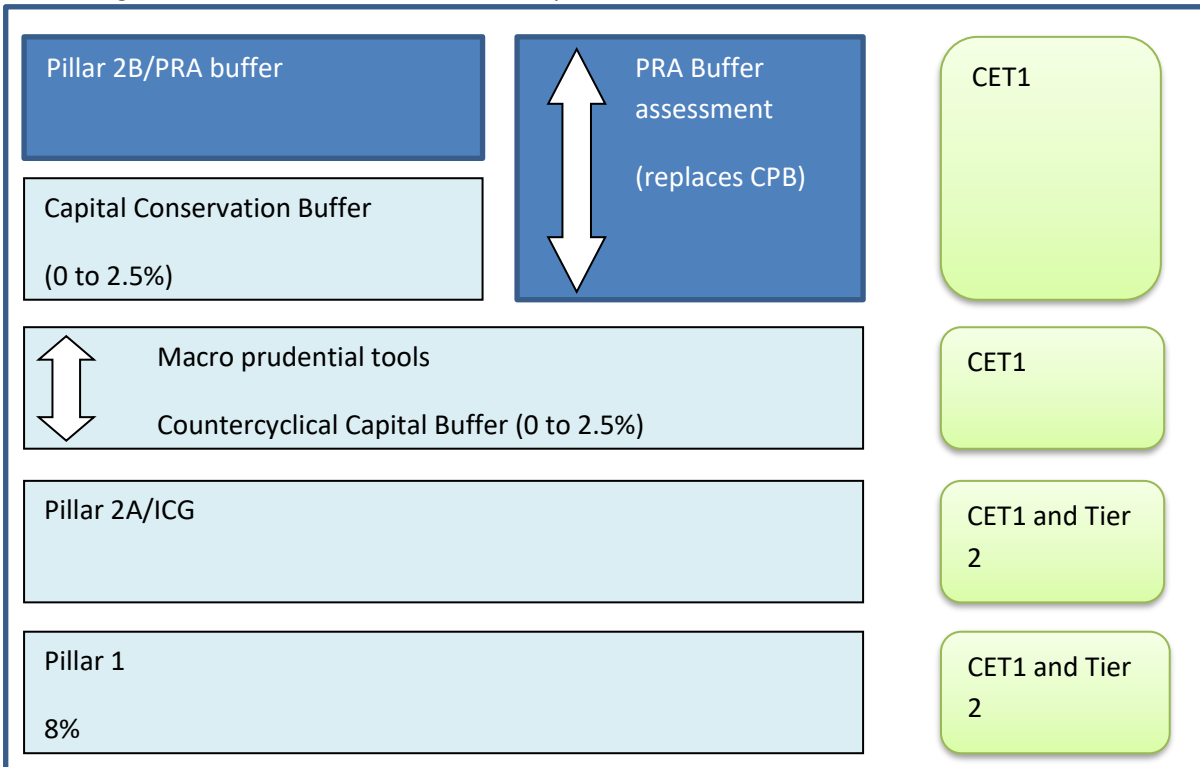 Pillar 2B/PRA buffer
PRA Buffer
assessment
(replaces CPB)
CET1
Capital Conservation Buffer
(0 to 2.5%)
Macro prudential tools
Countercyclical Capital Buffer (0 to 2.5%)
CET1
Pillar 2A/ICG
CET1 and Tier
2
Pillar 1
8%
CET1 and Tier
2